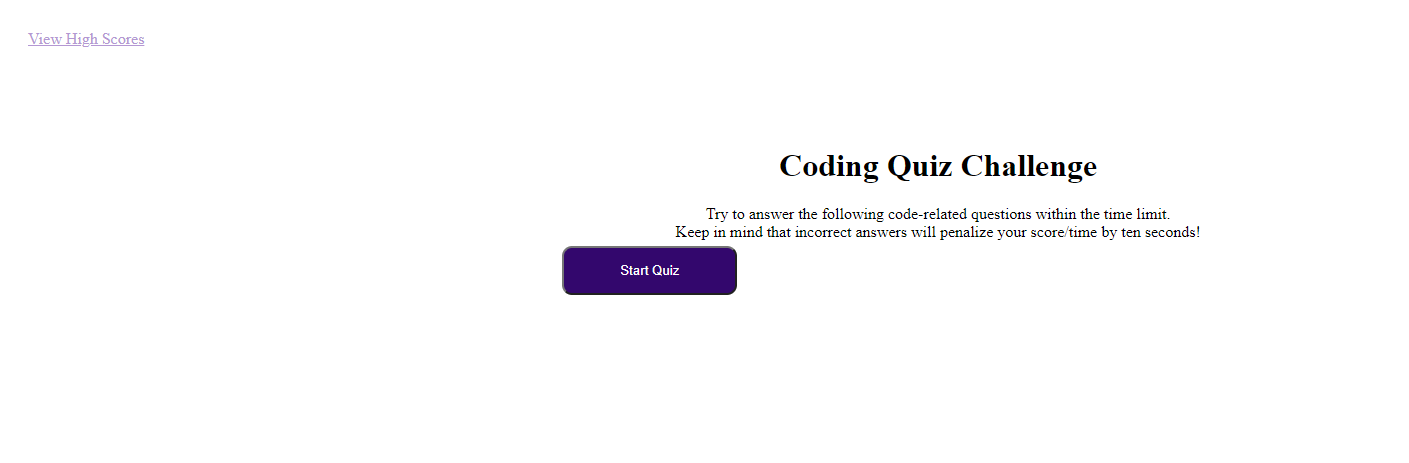 View High Scores
Coding Quiz Challenge
Try to answer the following code-related questions within the time limit.
Keep in mind that incorrect answers will penalize your score/time by ten seconds!
Start Quiz